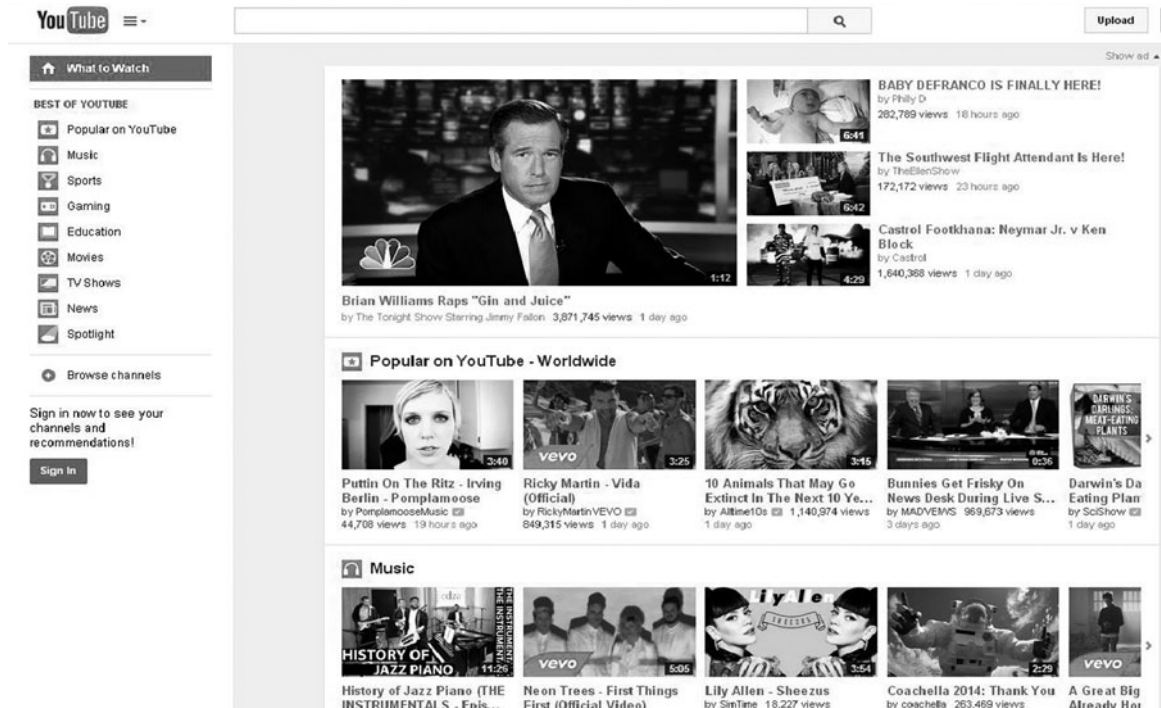 You Tube
Upload
Show ad
What to Watch
BEST OF YOUTUBE
Popular on YouTube
Music
Sports
Gaming
Education
Movies
TV Shows
News
Spotlight
Browse channels
Sign in now to see your
channels and
recommendations!
Sign In
1:12
Brian Williams Raps "Gin and Juice"
by The Tonight Show Starring Jimmy Fallon 3,871,745 views 1 day ago
6:41
BABY DEFRANCO IS FINALLY HERE!
by Philly D
282,789 views 18 hours ago
6:42
The Southwest Flight Attendant Is Here!
by TheEllenShow
172,172 views 23 hours ago
4:29
Castrol Footkhana: Neymar Jr. v Ken
Block
by Castrol
1,640,368 views 1 day ago
Popular on YouTube - Worldwide
3:40
Puttin On The Ritz - Irving
Berlin - Pomplamoose
by PomplamooseMusic
44,708 views 19 hours ago
vevo
3:25
Ricky Martin - Vida
(Official)
by RickyMartinVEVO
849,315 views 1 day ago
3:15
10 Animals That May Go
Extinct In The Next 10 Ye...
by Alltime10s 1,140,974 views
1 day ago
0:36
Bunnies Get Frisky On
News Desk During Live S...
by MADVEWS 969,573 views
3 days ago
DARWIN'S
DARLINGS:
MEAT-EATING
PLANTS
Darwin's Da
Eating Plan
by SciShow
1 day ago
Music
THE INSTRUMENT
HISTORY OF
JAZZ PIANO
11:26
History of Jazz Piano (THE
INSTRUMENTALS - Epis...
vevo
5:05
Neon Trees - First Things
First (Official Video)
Lily Allen
SHEEZUS
3:54
Lily Allen - Sheezus
by SimTime 18,227 views
2:29
Coachella 2014: Thank You
by coachella 263,469 views
vevo
A Great Big
Already Hor